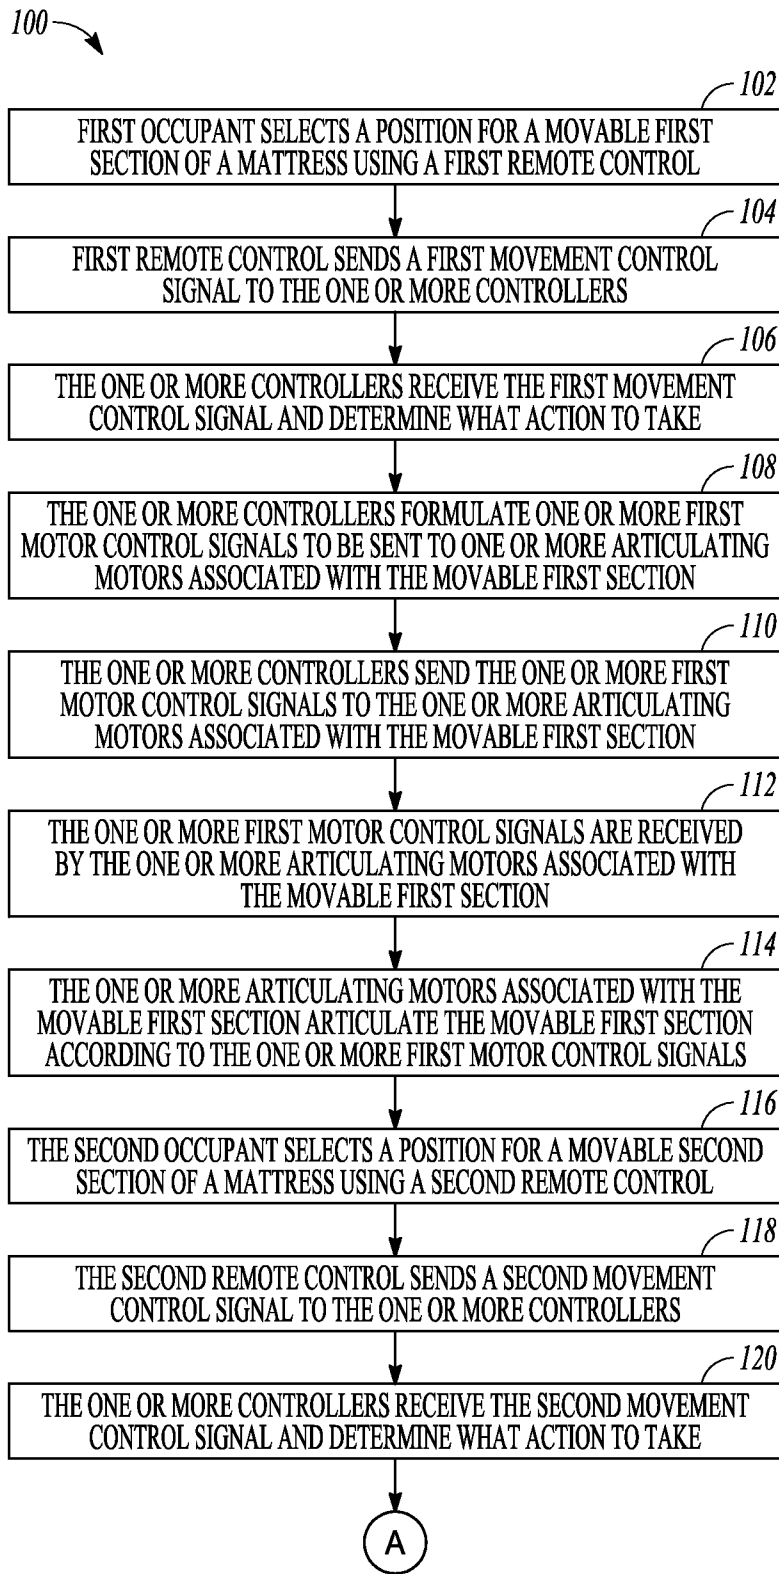 100
102
FIRST OCCUPANT SELECTS A POSITION FOR A MOVABLE FIRST
SECTION OF A MATTRESS USING A FIRST REMOTE CONTROL
104
FIRST REMOTE CONTROL SENDS A FIRST MOVEMENT CONTROL
SIGNAL TO THE ONE OR MORE CONTROLLERS
106
THE ONE OR MORE CONTROLLERS RECEIVE THE FIRST MOVEMENT
CONTROL SIGNAL AND DETERMINE WHAT ACTION TO TAKE
108
THE ONE OR MORE CONTROLLERS FORMULATE ONE OR MORE FIRST
MOTOR CONTROL SIGNALS TO BE SENT TO ONE OR MORE ARTICULATING
MOTORS ASSOCIATED WITH THE MOVABLE FIRST SECTION
110
THE ONE OR MORE CONTROLLERS SEND THE ONE OR MORE FIRST
MOTOR CONTROL SIGNALS TO THE ONE OR MORE ARTICULATING
MOTORS ASSOCIATED WITH THE MOVABLE FIRST SECTION
112
THE ONE OR MORE FIRST MOTOR CONTROL SIGNALS ARE RECEIVED
BY THE ONE OR MORE ARTICULATING MOTORS ASSOCIATED WITH
THE MOVABLE FIRST SECTION
114
THE ONE OR MORE ARTICULATING MOTORS ASSOCIATED WITH THE
MOVABLE FIRST SECTION ARTICULATE THE MOVABLE FIRST SECTION
ACCORDING TO THE ONE OR MORE FIRST MOTOR CONTROL SIGNALS
116
THE SECOND OCCUPANT SELECTS A POSITION FOR A MOVABLE SECOND
SECTION OF A MATTRESS USING A SECOND REMOTE CONTROL
118
THE SECOND REMOTE CONTROL SENDS A SECOND MOVEMENT
CONTROL SIGNAL TO THE ONE OR MORE CONTROLLERS
120
THE ONE OR MORE CONTROLLERS RECEIVE THE SECOND MOVEMENT
CONTROL SIGNAL AND DETERMINE WHAT ACTION TO TAKE
A